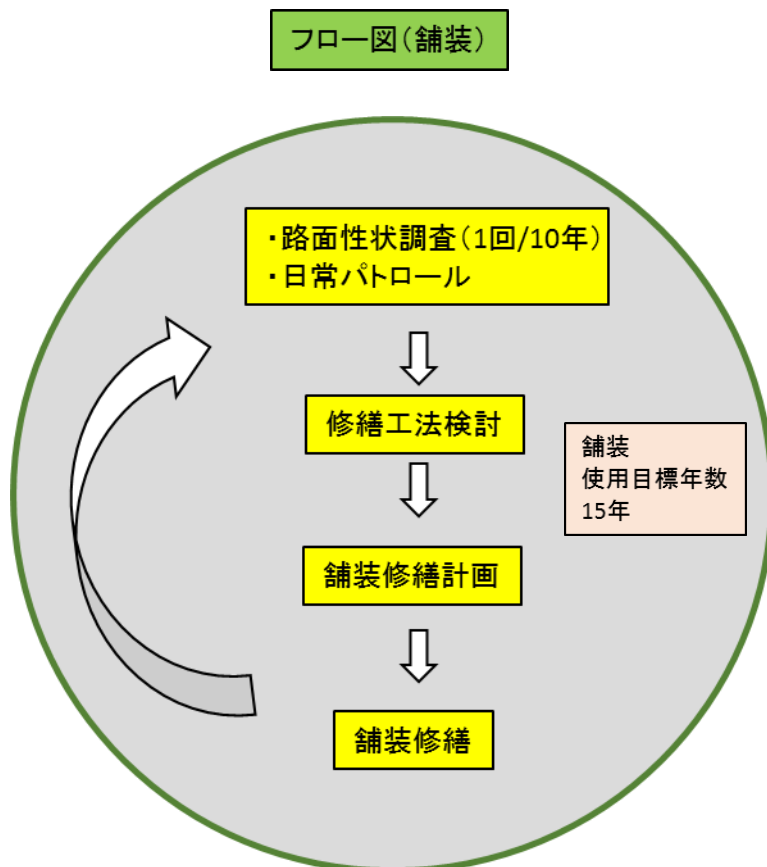 フロー図(舗装)
・路面性状調査(1回/10年)
・日常パトロール
修繕工法検討
舗装
使用目標年数
15年
舗装修繕計画
舗装修繕